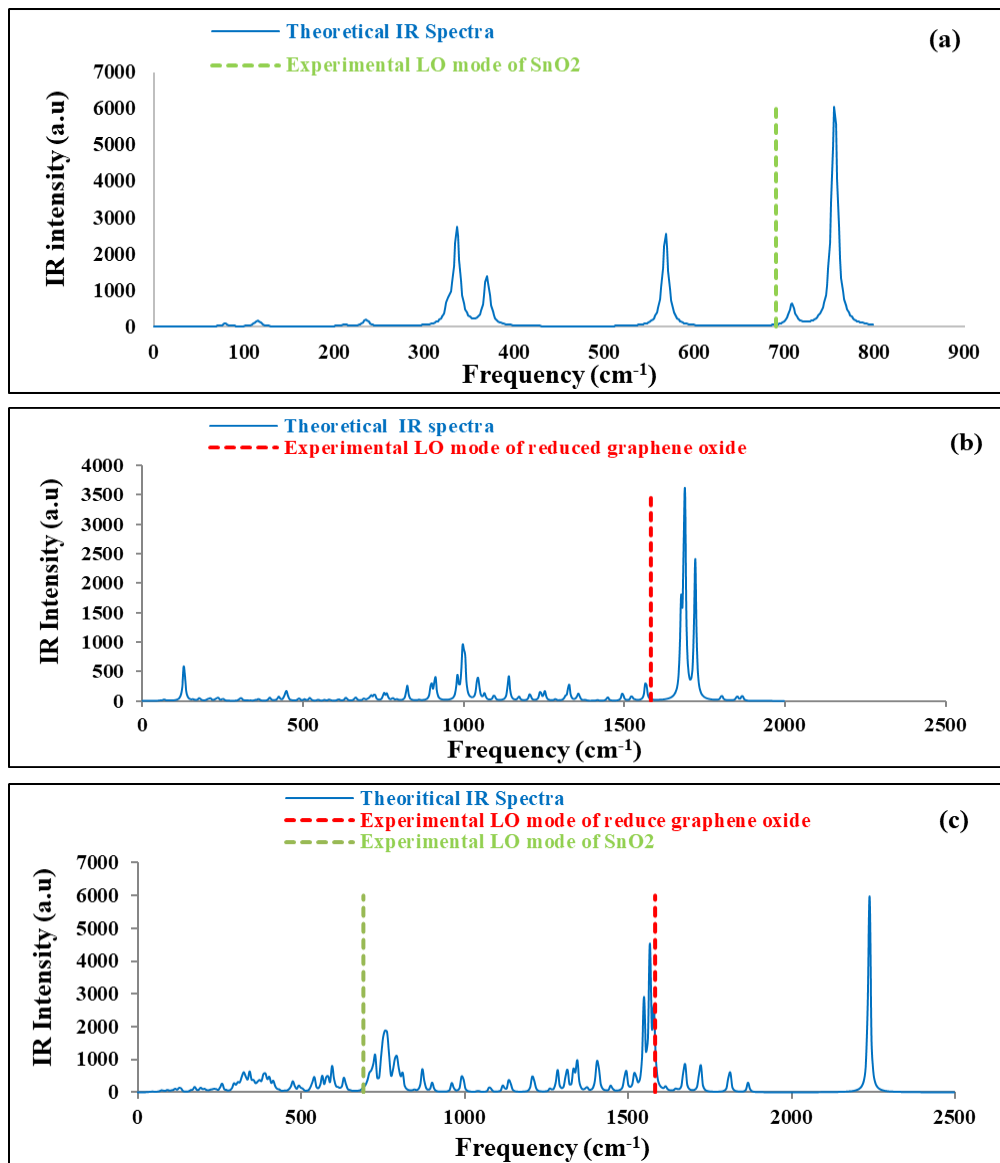 Theoretical IR Spectra
(a)
Experimental LO mode of SnO2
7000
6000
5000
4000
3000
2000
1000
0
IR intensity (a.u)
0 100 200 300 400 500 600 700 800 900
Frequency (cm-1)
Theoretical IR spectra
(b)
Experimental LO mode of reduced graphene oxide
4000
3500
3000
2500
2000
1500
1000
500
0
IR Intensity (a.u)
0 500 1000 1500 2000 2500
Frequency (cm-1)
Theoritical IR Spectra
Experimental LO mode of reduce graphene oxide
(c)
Experimental LO mode of SnO2
7000
6000
5000
4000
3000
2000
1000
0
IR Intensity (a.u)
0 500 1000 1500 2000 2500
Frequency (cm-1)